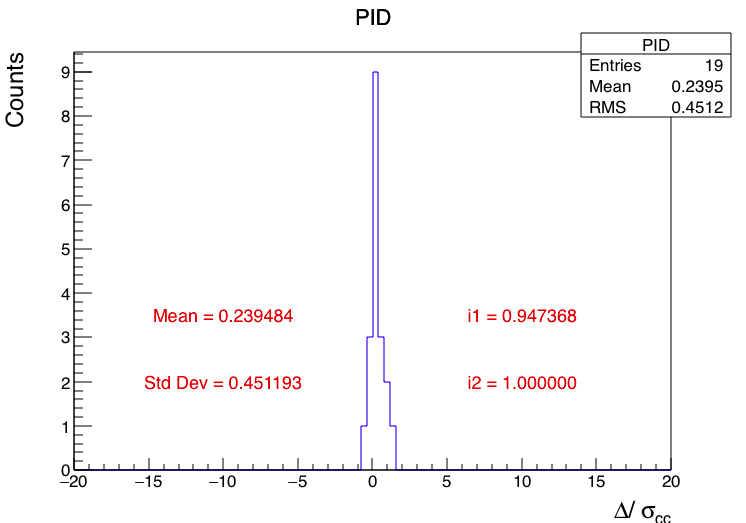 PID
PID
Entries 19
Mean 0.2395
RMS 0.4512
Counts
9
8
7
6
5
4
3
2
1
0
Mean = 0.239484
i1 = 0.947368
Std Dev = 0.451193
i2 = 1.000000
−20 −15 −10 −5 0 5 10 15 20
Δ/ σcc